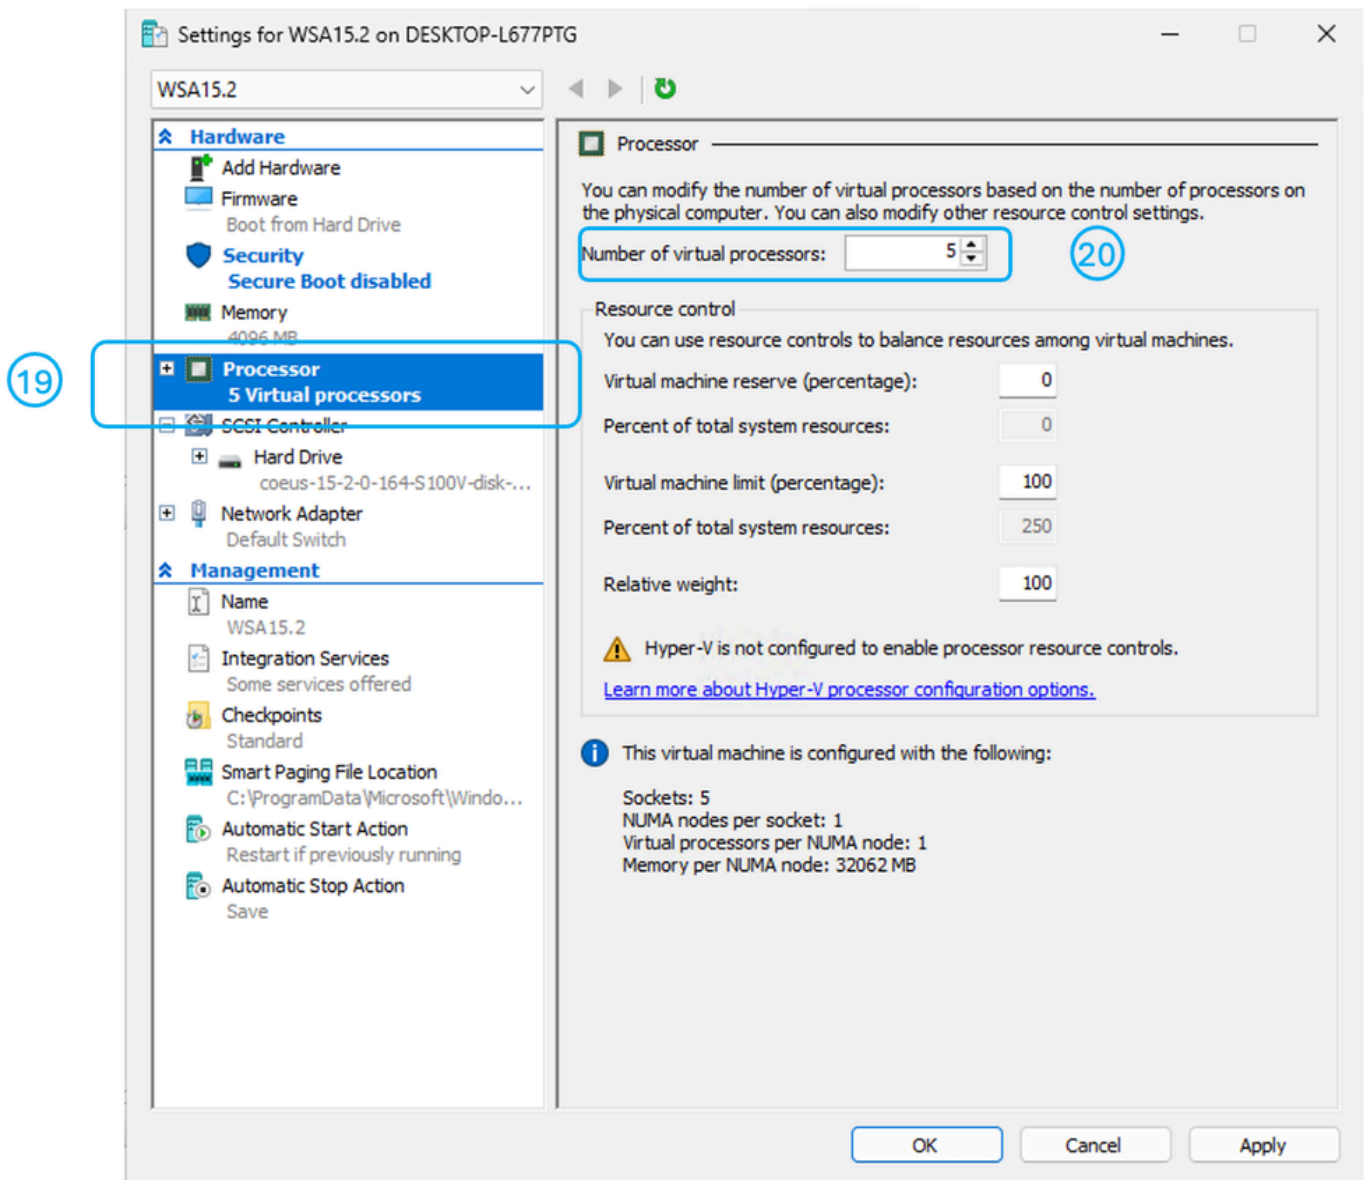 Settings for WSA15.2 on DESKTOP-L677PTG
WSA15.2
Hardware
Add Hardware
Firmware
Boot from Hard Drive
Security
Secure Boot disabled
Memory
4096 MB
19
Processor
5 Virtual processors
SCSI Controller
Hard Drive
coeus-15-2-0-164-S100V-disk-...
Network Adapter
Default Switch
Management
Name
WSA15.2
Integration Services
Some services offered
Checkpoints
Standard
Smart Paging File Location
C:\ProgramData\Microsoft\Windo...
Automatic Start Action
Restart if previously running
Automatic Stop Action
Save
Processor
You can modify the number of virtual processors based on the number of processors on
the physical computer. You can also modify other resource control settings.
Number of virtual processors: 5
20
Resource control
You can use resource controls to balance resources among virtual machines.
Virtual machine reserve (percentage): 0
Percent of total system resources: 0
Virtual machine limit (percentage): 100
Percent of total system resources: 250
Relative weight: 100
Hyper-V is not configured to enable processor resource controls.
Learn more about Hyper-V processor configuration options.
This virtual machine is configured with the following:
Sockets: 5
NUMA nodes per socket: 1
Virtual processors per NUMA node: 1
Memory per NUMA node: 32062 MB
OK Cancel Apply